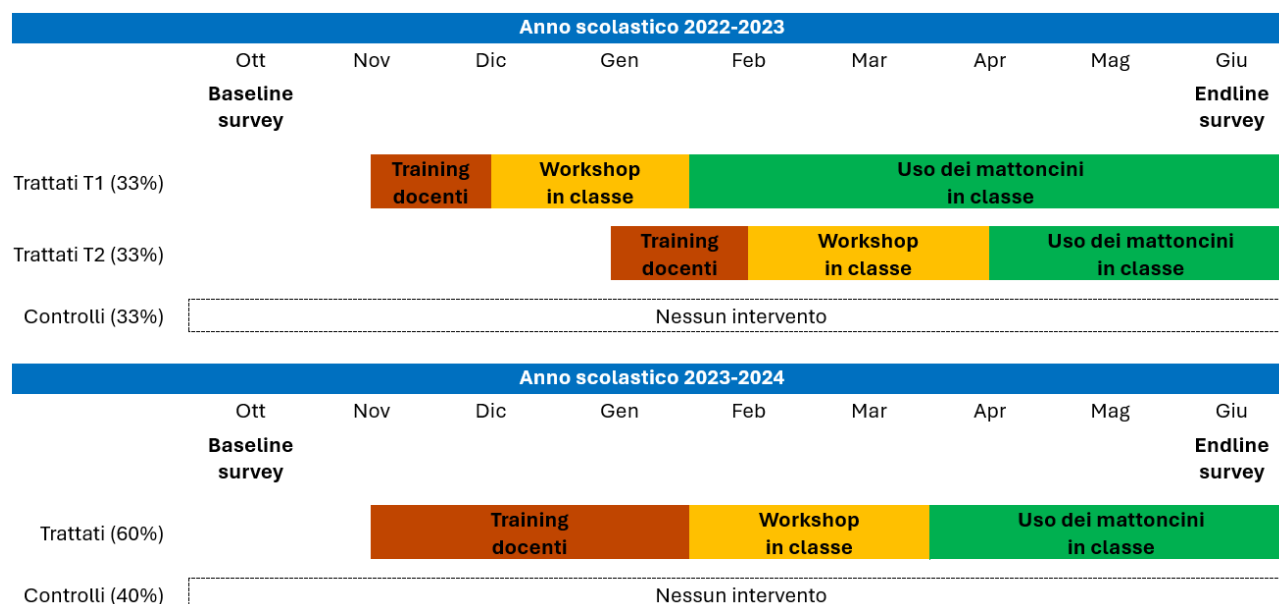 Anno scolastico 2022-2023
Ott Nov Dic Gen Feb Mar Apr Mag Giu
Baseline Endline
survey survey
Trattati T1 (33%) Training Workshop Uso dei mattoncini
docenti in classe in classe
Trattati T2 (33%) Training Workshop Uso dei mattoncini
docenti in classe in classe
Controlli (33%) Nessun intervento
Anno scolastico 2023-2024
Ott Nov Dic Gen Feb Mar Apr Mag Giu
Baseline Endline
survey survey
Trattati (60%) Training Workshop Uso dei mattoncini
docenti in classe in classe
Controlli (40%) Nessun intervento